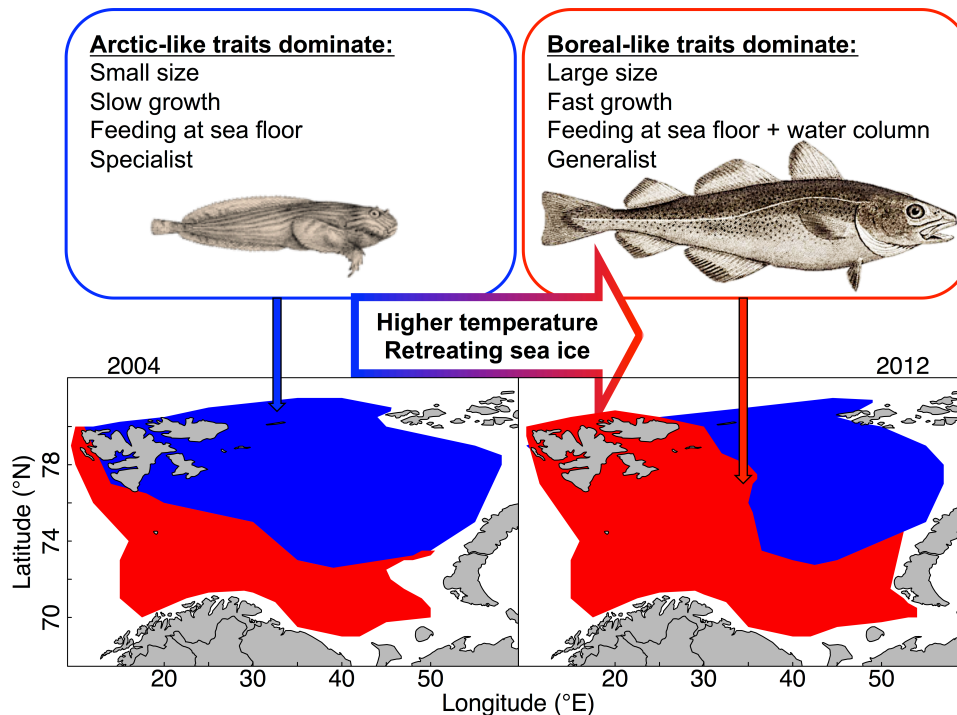 Arctic-like traits dominate:
Small size
Slow growth
Feeding at sea floor
Specialist
Boreal-like traits dominate:
Large size
Fast growth
Feeding at sea floor + water column
Generalist
Higher temperature
Retreating sea ice
2004
2012
Latitude (°N)
78
74
70
20
30
40
50
20
30
40
50
Longitude (°E)